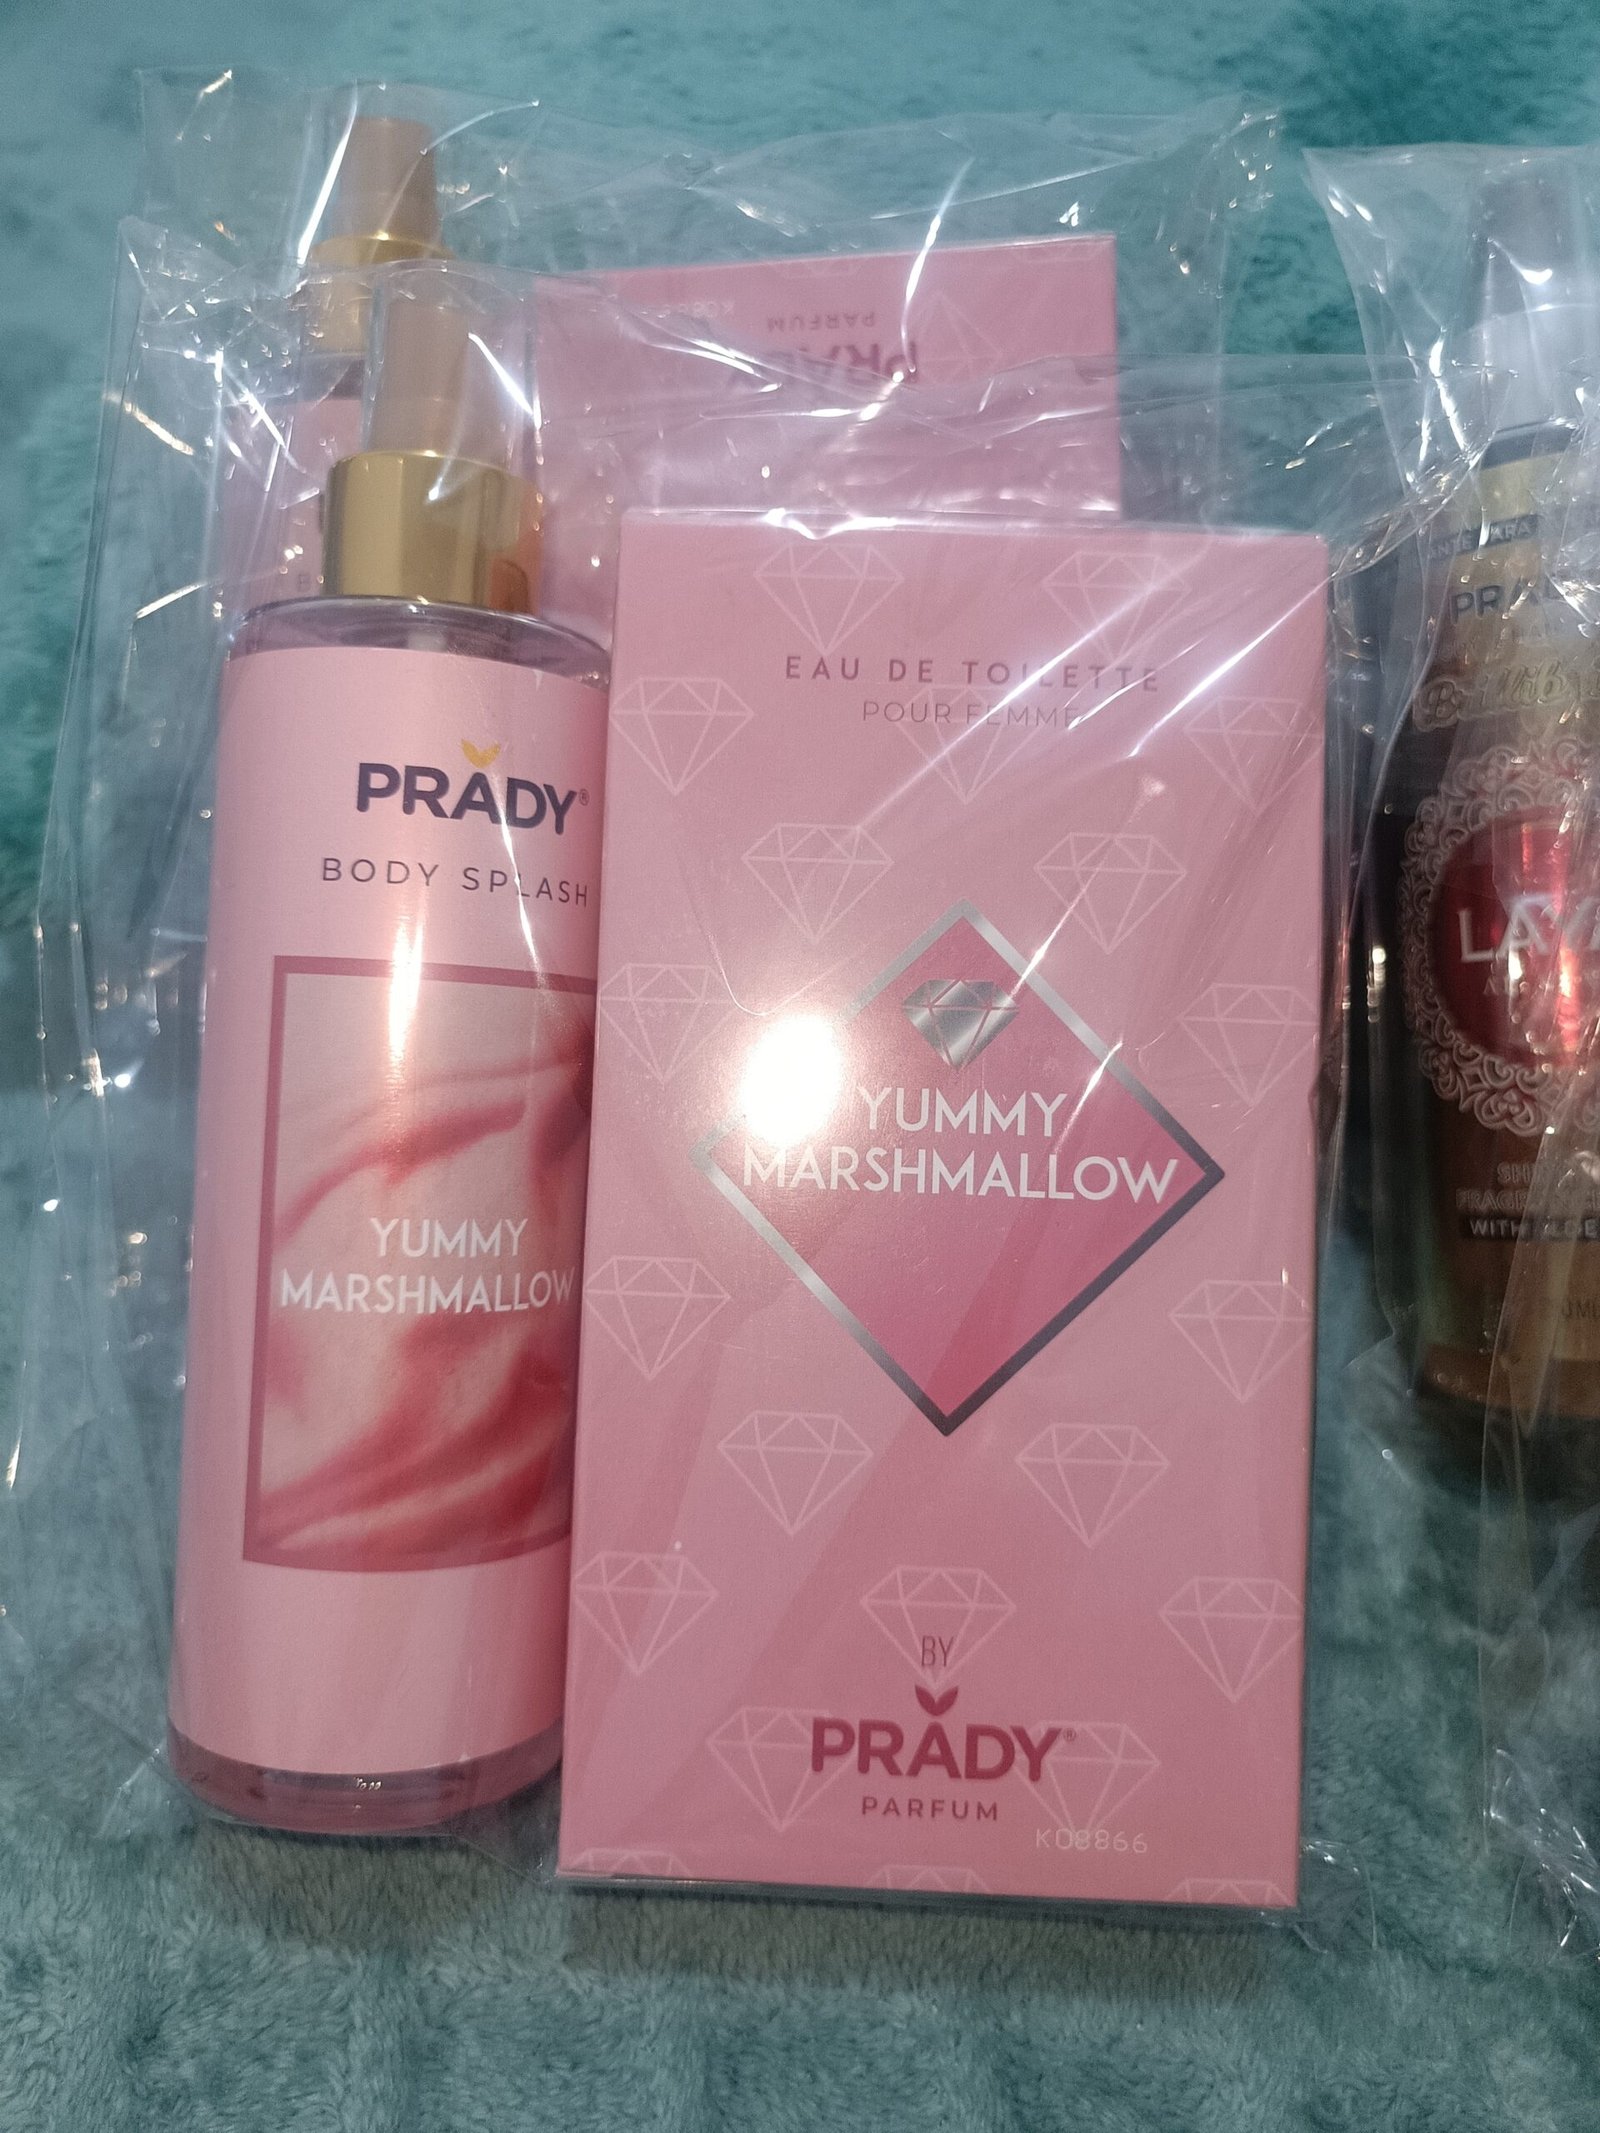 PARFUM
PRADY
PRADY®
BODY SPLASH
YUMMY
MARSHMALLOW
EAU DE TOILETTE
POUR FEMME
YUMMY
MARSHMALLOW
BY
PRADY®
PARFUM
K08866